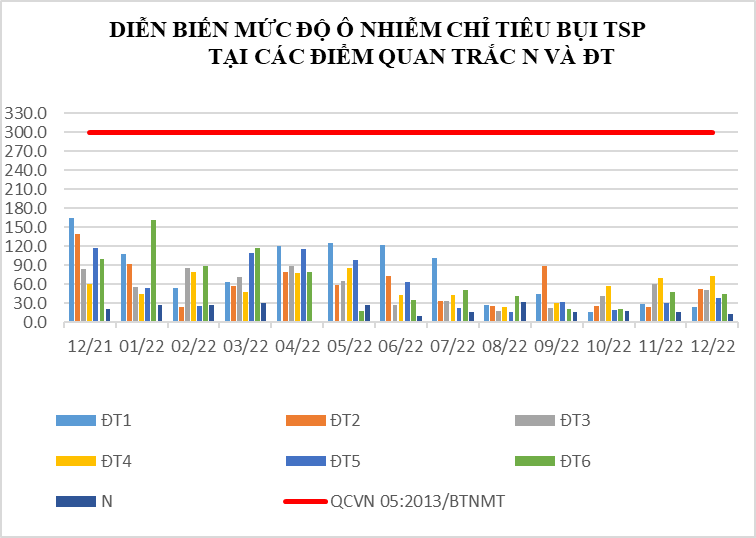 DIỄN BIẾN MỨC ĐỘ Ô NHIỄM CHỈ TIÊU BỤI TSP
TẠI CÁC ĐIỂM QUAN TRẮC N VÀ ĐT
330.0
300.0
270.0
240.0
210.0
180.0
150.0
120.0
90.0
60.0
30.0
0.0
12/21 01/22 02/22 03/22 04/22 05/22 06/22 07/22 08/22 09/22 10/22 11/22 12/22
ĐT1 ĐT2 ĐT3
ĐT4 ĐT5 ĐT6
N QCVN 05:2013/BTNMT